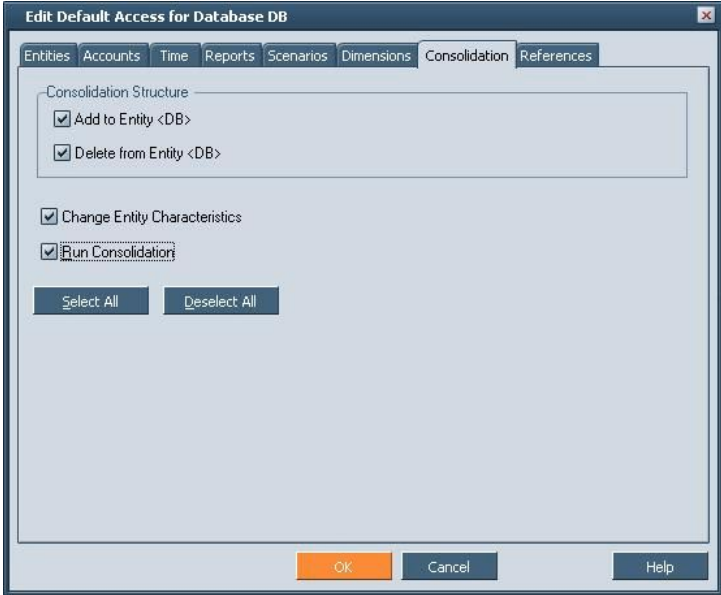 Edit Default Access for Database DB
Entities Accounts Time Reports Scenarios Dimensions Consolidation References
Consolidation Structure
Add to Entity <DB>
Delete from Entity <DB>
Change Entity Characteristics
Run Consolidation
Select All Deselect All
OK Cancel Help